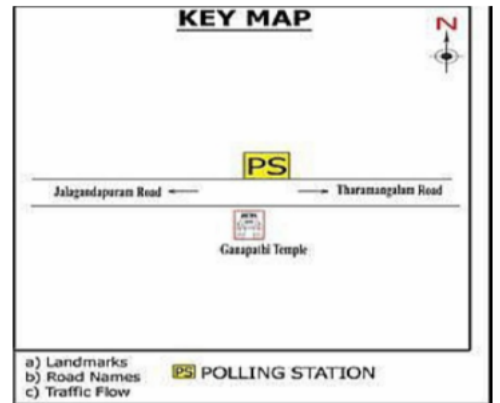 KEY MAP
N
PS
Jalagandapuram Road
Tharamangalam Road
Ganapathi Temple
a) Landmarks
b) Road Names
c) Traffic Flow
PS POLLING STATION